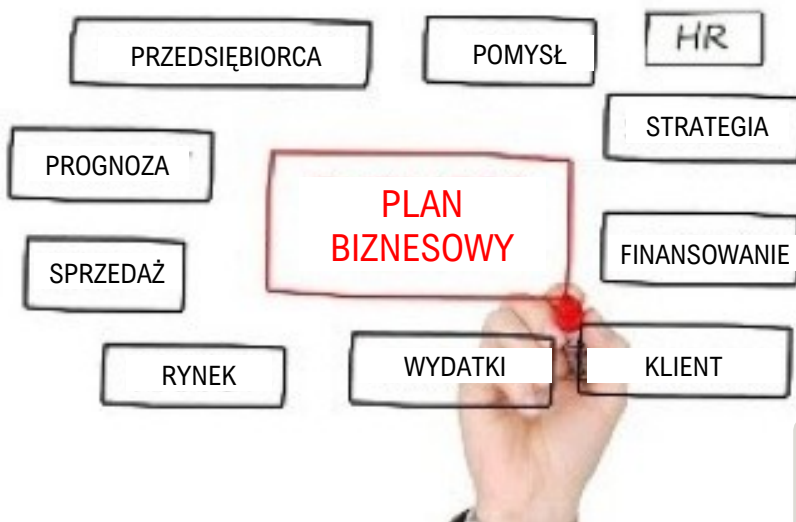 PRZEDSIĘBIORCA
POMYSŁ
HR
STRATEGIA
PROGNOZA
PLAN
BIZNESOWY
FINANSOWANIE
SPRZEDAŻ
RYNEK
WYDATKI
KLIENT